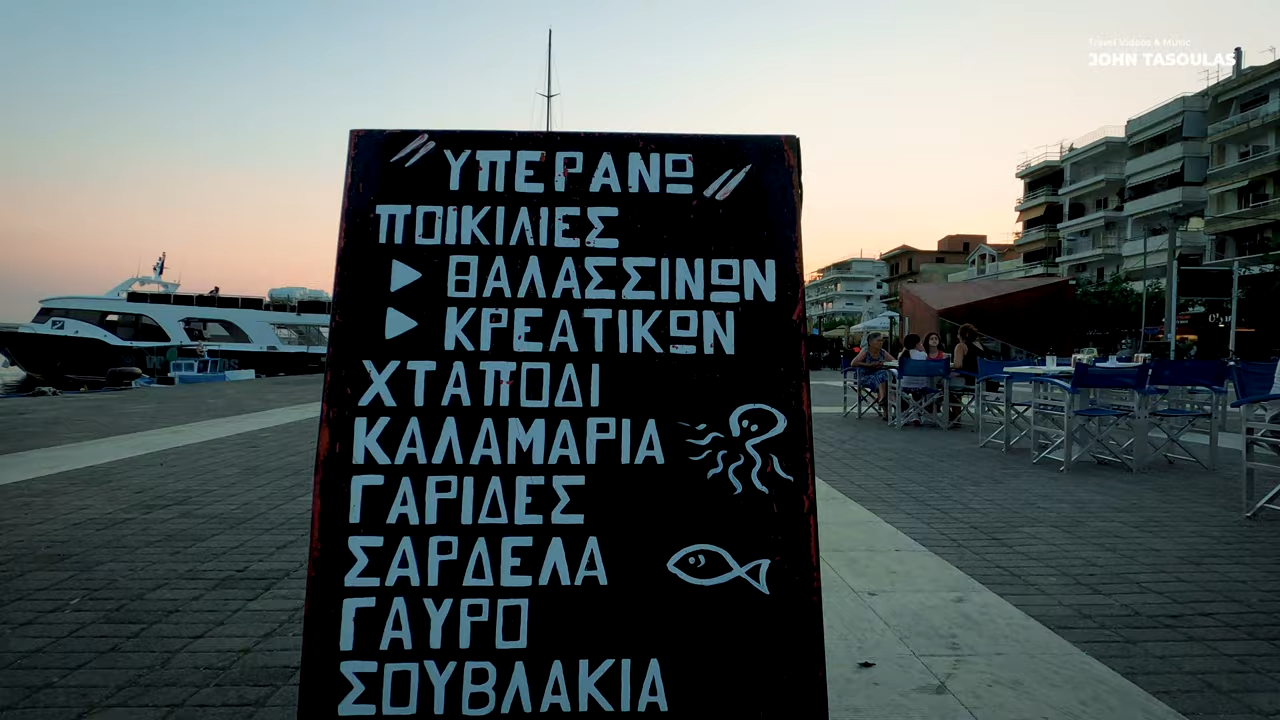 Travel Videos & Music
JOHN TASOULAS
"ΥΠΕΡΑΝΩ"
ΠΟΙΚΙΛΙΕΣ
▶ ΘΑΛΑΣΣΙΝΩΝ
▶ ΚΡΕΑΤΙΚΩΝ
ΧΤΑΠΟΔΙ
ΚΑΛΑΜΑΡΙΑ
ΓΑΡΙΔΕΣ
ΣΑΡΔΕΛΑ
ΓΑΥΡΟ
ΣΟΥΒΛΑΚΙΑ